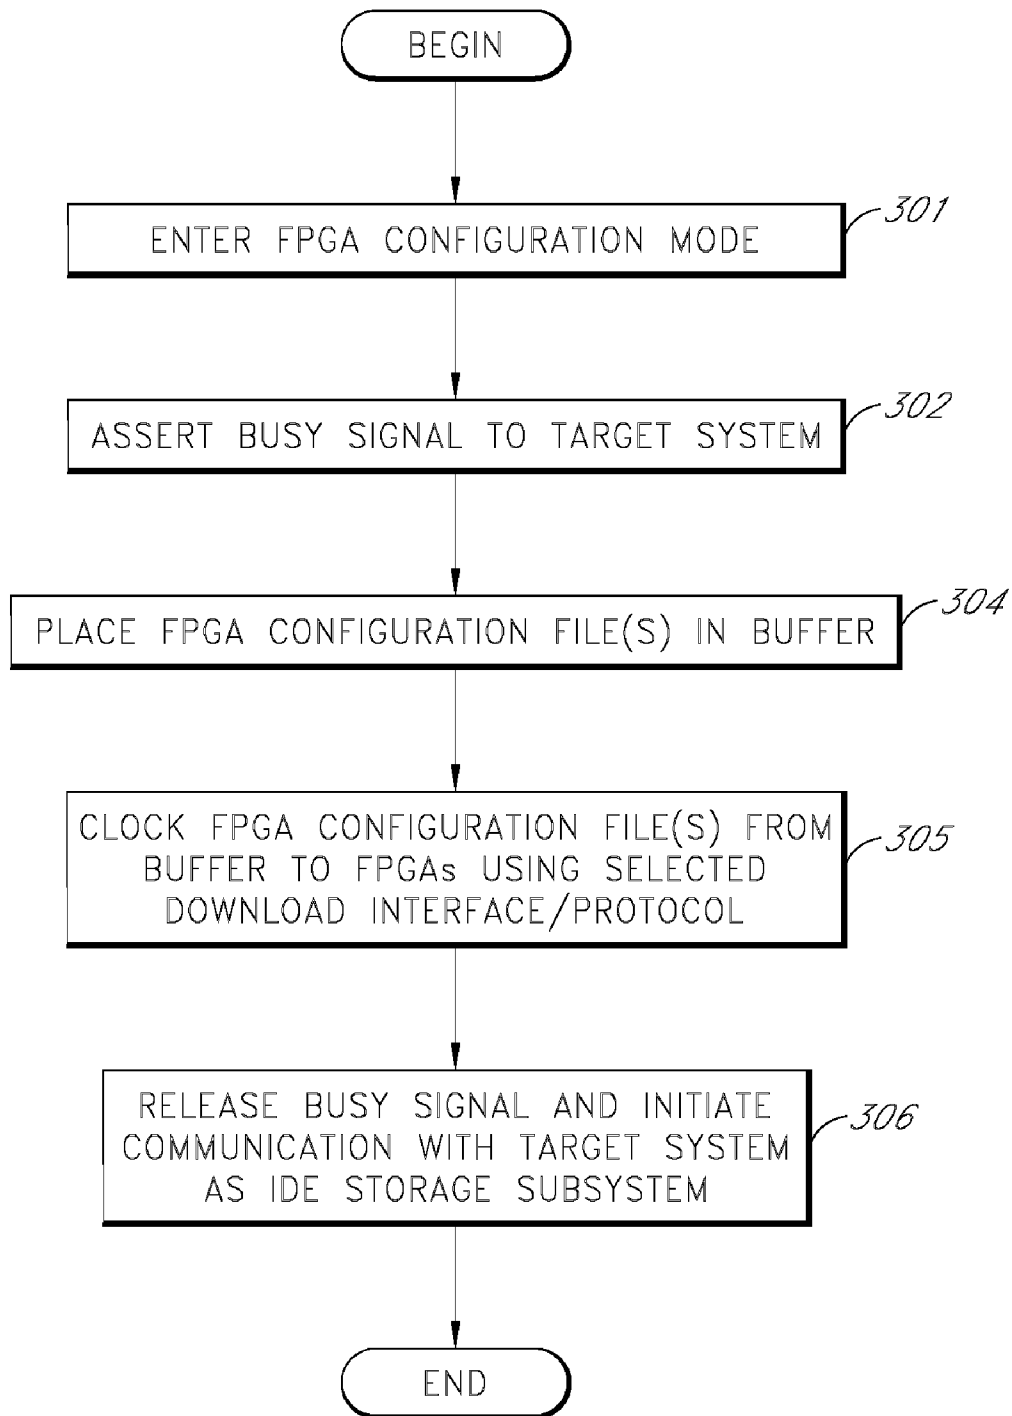 BEGIN
ENTER FPGA CONFIGURATION MODE
301
ASSERT BUSY SIGNAL TO TARGET SYSTEM
302
PLACE FPGA CONFIGURATION FILE(S) IN BUFFER
304
CLOCK FPGA CONFIGURATION FILE(S) FROM
BUFFER TO FPGAs USING SELECTED
DOWNLOAD INTERFACE/PROTOCOL
305
RELEASE BUSY SIGNAL AND INITIATE
COMMUNICATION WITH TARGET SYSTEM
AS IDE STORAGE SUBSYSTEM
306
END